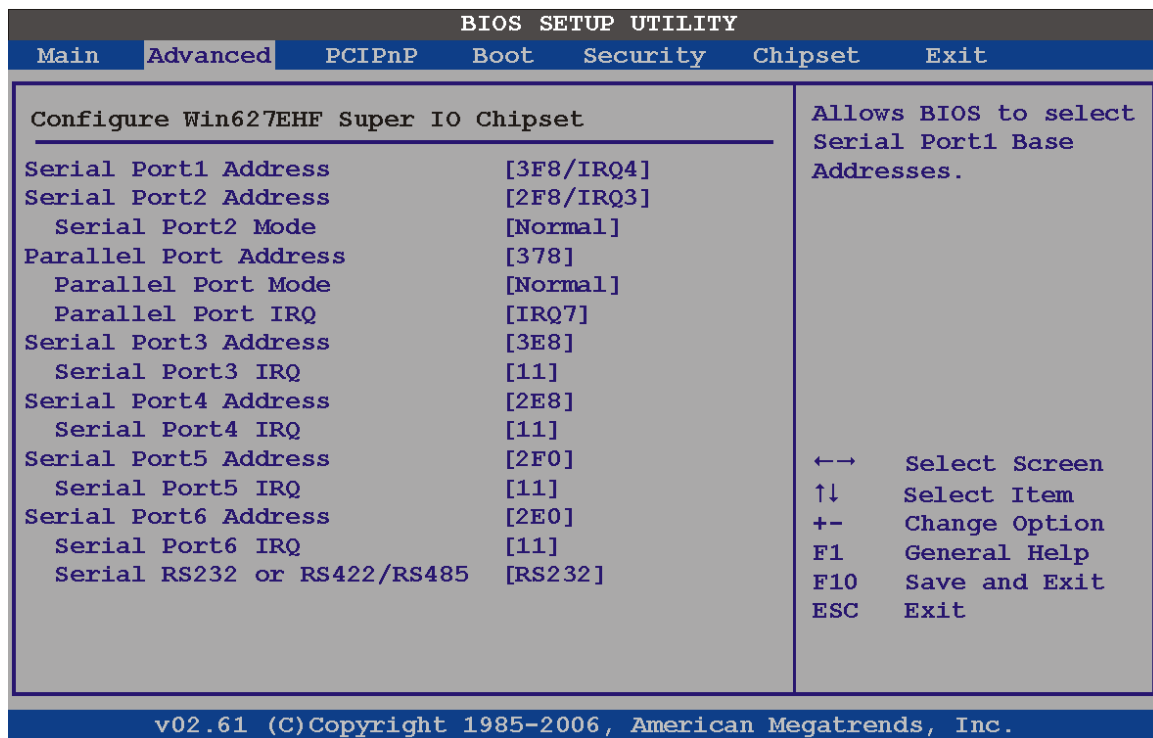 BIOS SETUP UTILITY
Main Advanced PCIPnP Boot Security Chipset Exit
Configure Win627EHF Super IO Chipset
Serial Port1 Address [3F8/IRQ4]
Serial Port2 Address [2F8/IRQ3]
Serial Port2 Mode [Normal]
Parallel Port Address [378]
Parallel Port Mode [Normal]
Parallel Port IRQ [IRQ7]
Serial Port3 Address [3E8]
Serial Port3 IRQ [11]
Serial Port4 Address [2E8]
Serial Port4 IRQ [11]
Serial Port5 Address [2F0]
Serial Port5 IRQ [11]
Serial Port6 Address [2E0]
Serial Port6 IRQ [11]
Serial RS232 or RS422/RS485 [RS232]
Allows BIOS to select
Serial Port1 Base
Addresses.
←→ Select Screen
↑↓ Select Item
+- Change Option
F1 General Help
F10 Save and Exit
ESC Exit
v02.61 (C)Copyright 1985-2006, American Megatrends, Inc.